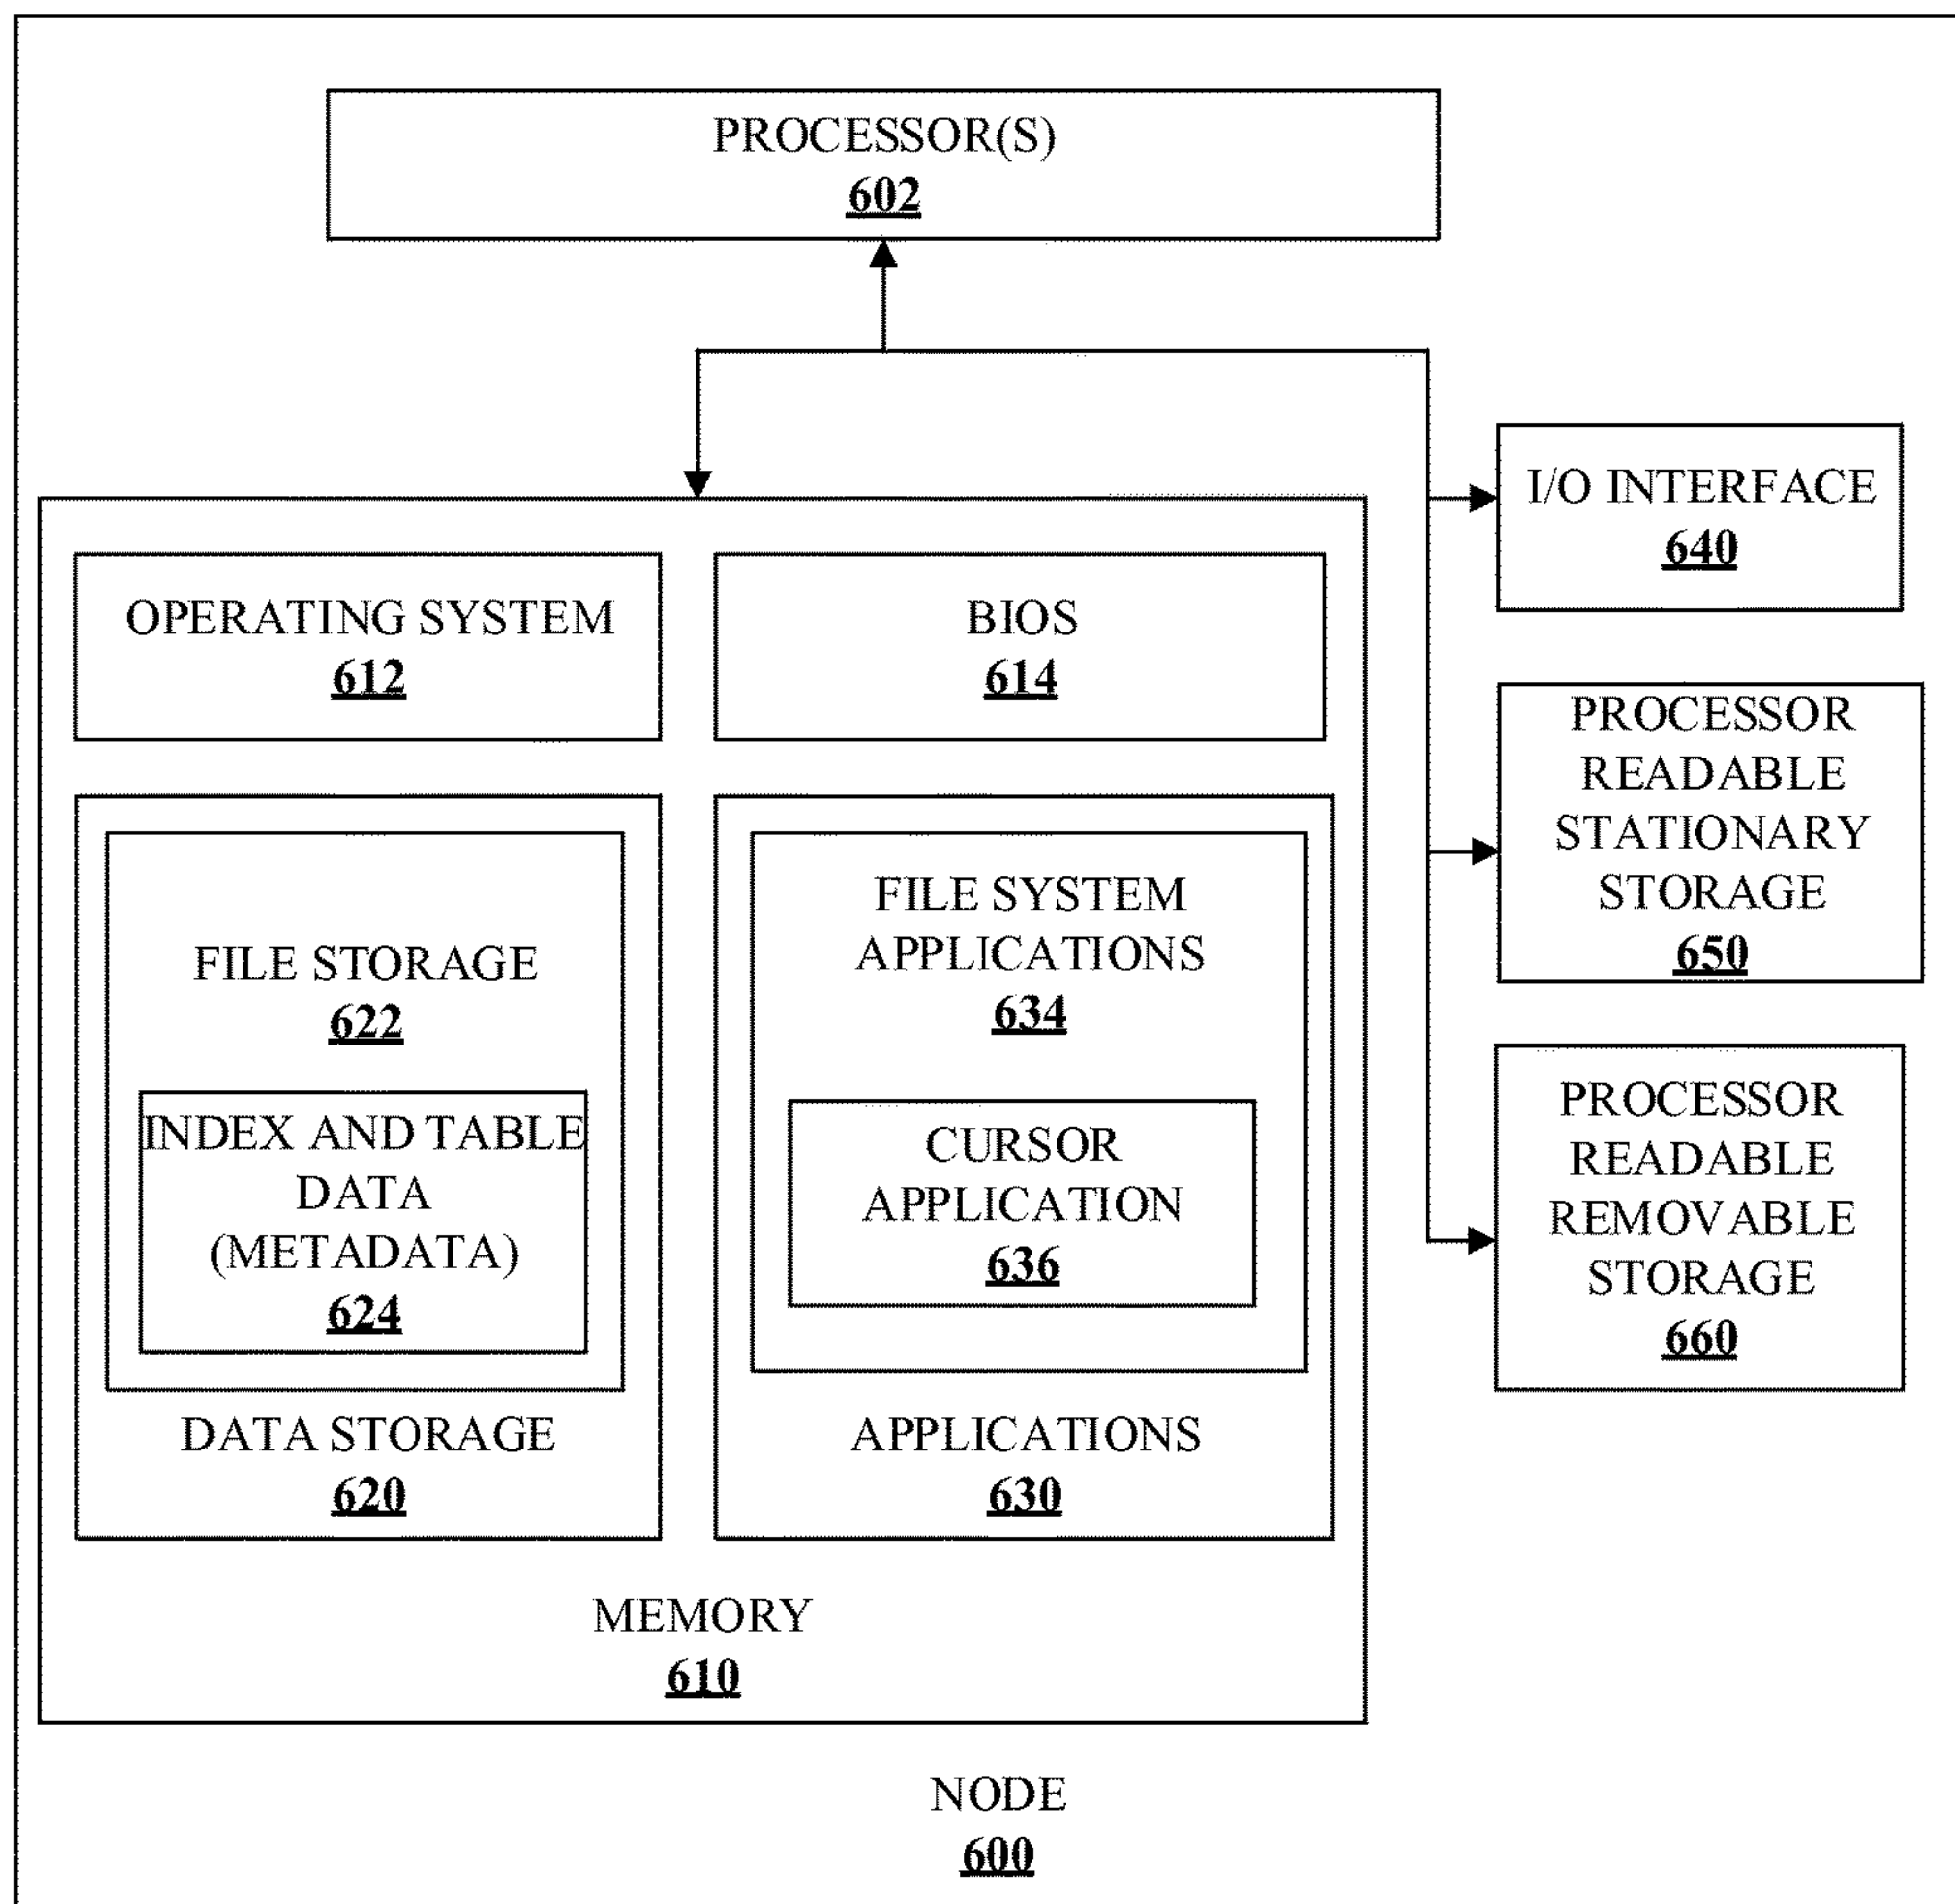 PROCESSOR(S)
602
I/O INTERFACE
640
OPERATING SYSTEM
612
BIOS
614
PROCESSOR
READABLE
STATIONARY
STORAGE
650
FILE STORAGE
622
INDEX AND TABLE
DATA
(METADATA)
624
DATA STORAGE
620
FILE SYSTEM
APPLICATIONS
634
CURSOR
APPLICATION
636
APPLICATIONS
630
PROCESSOR
READABLE
REMOVABLE
STORAGE
660
MEMORY
610
NODE
600